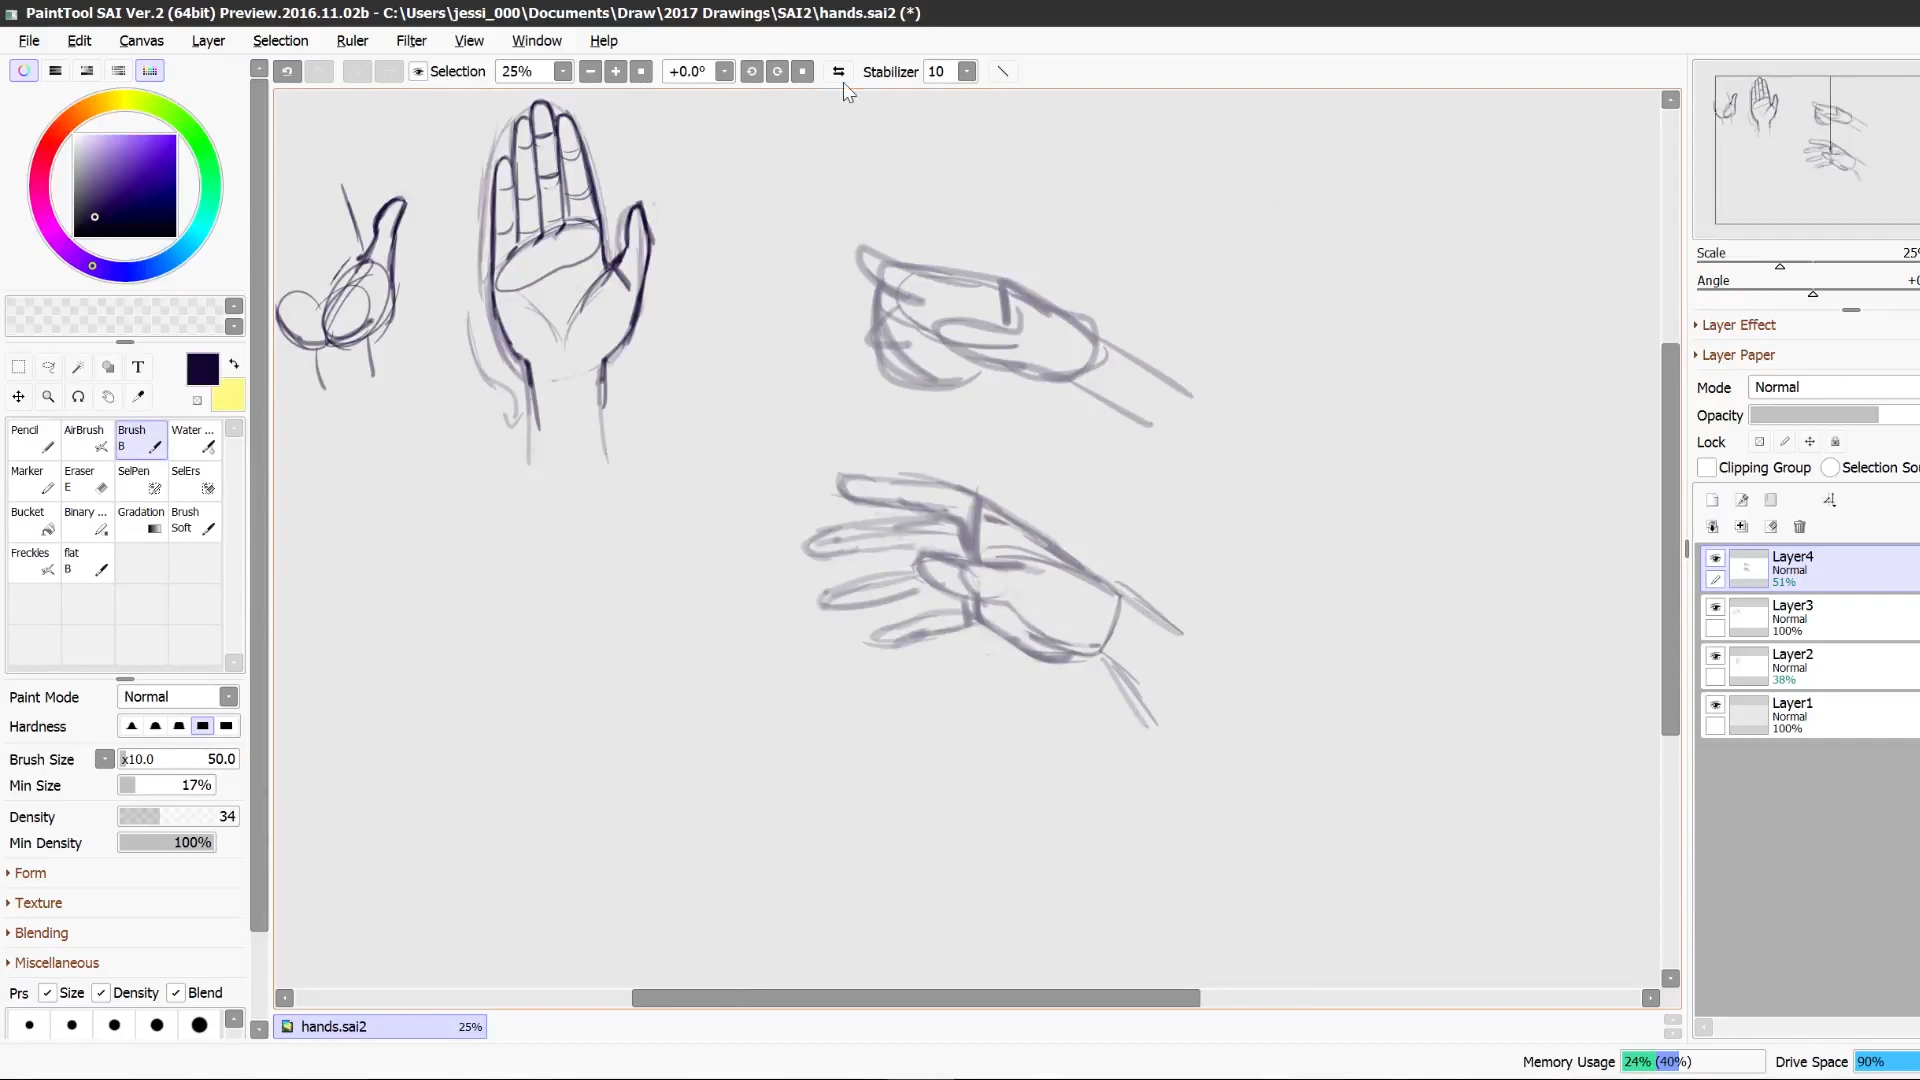 PaintTool SAI Ver.2 (64bit) Preview.2016.11.02b - C:\Users\jessi_000\Documents\Draw\2017 Drawings\SAI2\hands.sai2 (*)
File Edit Canvas Layer Selection Ruler Filter View Window Help
Selection 25% +0.0° Stabilizer 10
Scale 25%
Angle +0
Layer Effect
Layer Paper
Mode Normal
Opacity
Lock
Clipping Group Selection Sou
T
Pencil AirBrush Brush Water ...
B
Marker Eraser SelPen SelErs
E
Bucket Binary ... Gradation Brush
Soft
Freckles flat
B
Layer4
Normal
51%
Layer3
Normal
100%
Layer2
Normal
38%
Layer1
Normal
100%
Paint Mode Normal
Hardness
Brush Size x10.0 50.0
Min Size 17%
Density 34
Min Density 100%
Form
Texture
Blending
Miscellaneous
Prs Size Density Blend
hands.sai2 25%
Memory Usage 24% (40%) Drive Space 90%